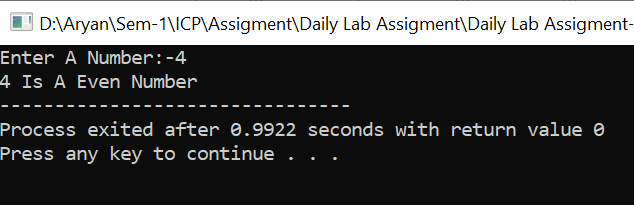 D:\Aryan\Sem-1\ICP\Assigment\Daily Lab Assigment\Daily Lab Assigment-
Enter A Number:-4
4 Is A Even Number
--------------------------------
Process exited after 0.9922 seconds with return value 0
Press any key to continue . . .